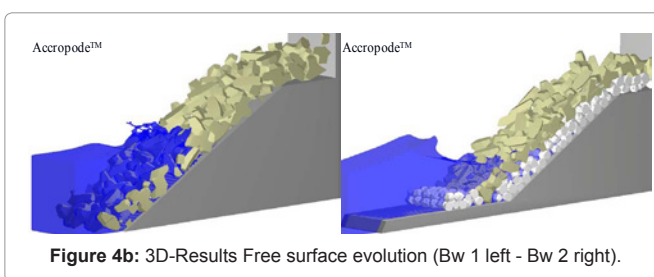 Accropode™
Accropode™
Figure 4b: 3D-Results Free surface evolution (Bw 1 left - Bw 2 right).